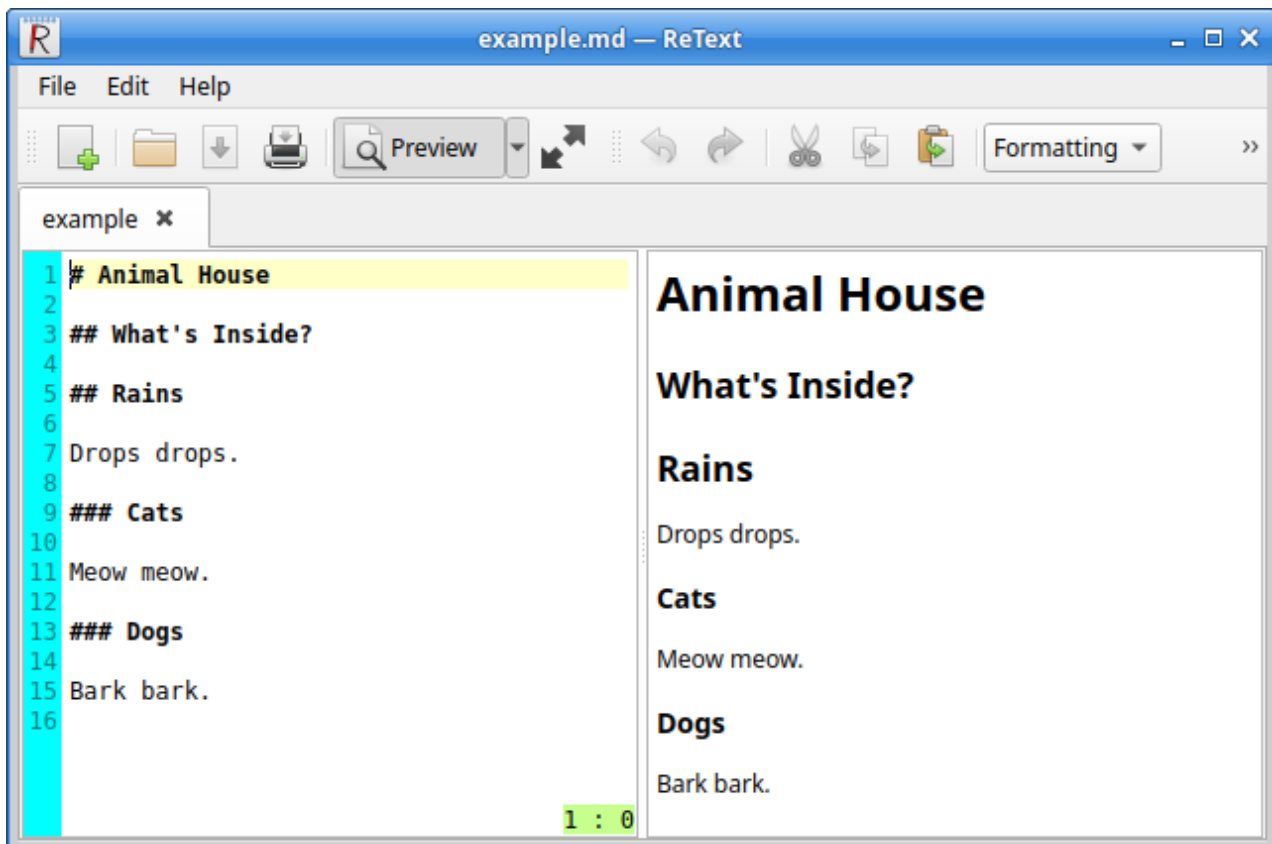 example.md — ReText
File Edit Help
Preview Formatting »
example
1 # Animal House
2
3 ## What's Inside?
4
5 ## Rains
6
7 Drops drops.
8
9 ### Cats
10
11 Meow meow.
12
13 ### Dogs
14
15 Bark bark.
16
1 : 0
Animal House
What's Inside?
Rains
Drops drops.
Cats
Meow meow.
Dogs
Bark bark.